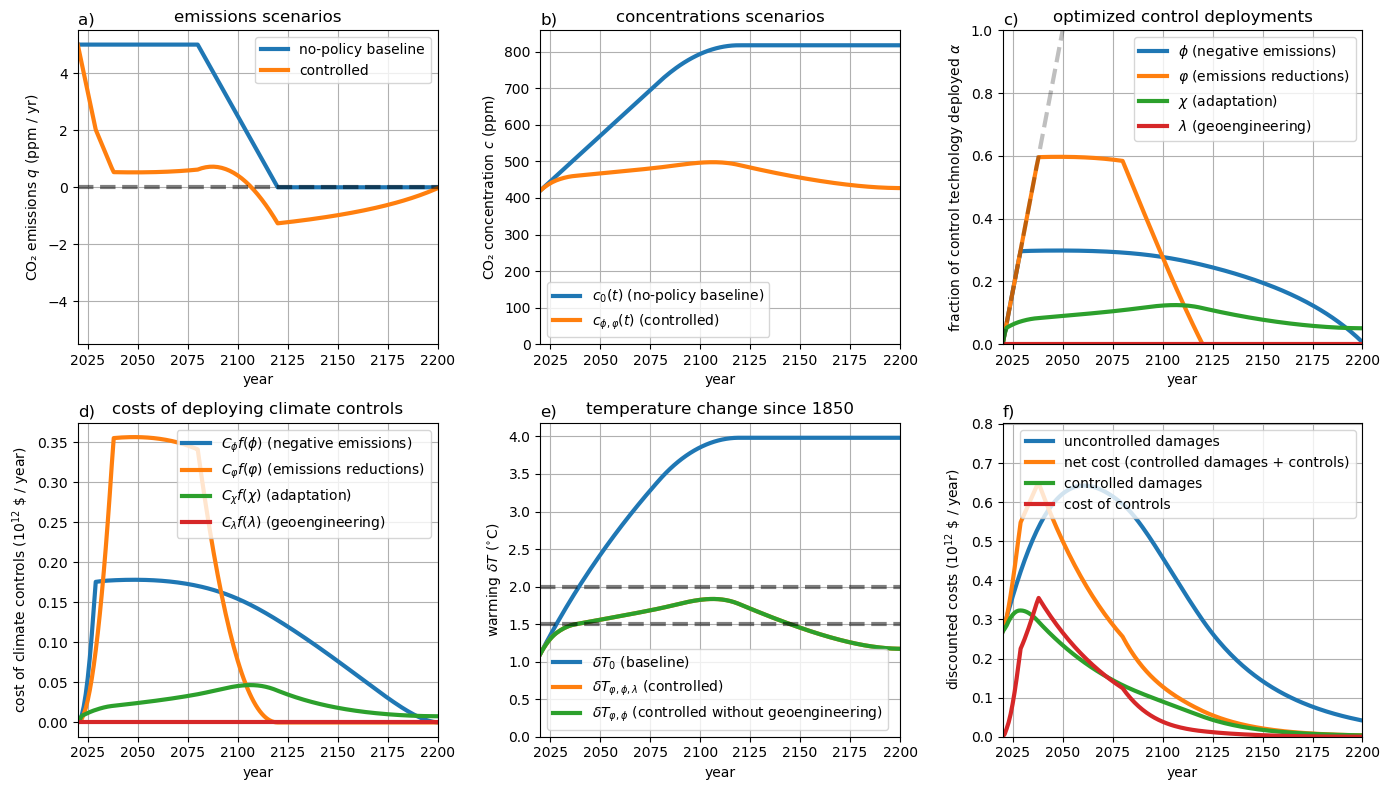 a) emissions scenarios
CO₂ emissions q (ppm / yr)
4
2
0
−2
−4
no-policy baseline
controlled
2025 2050 2075 2100 2125 2150 2175 2200
year
b) concentrations scenarios
CO₂ concentration c (ppm)
800
700
600
500
400
300
200
100
0
c₀(t) (no-policy baseline)
c_{ϕ,φ}(t) (controlled)
2025 2050 2075 2100 2125 2150 2175 2200
year
c) optimized control deployments
fraction of control technology deployed α
1.0
0.8
0.6
0.4
0.2
0.0
ϕ (negative emissions)
φ (emissions reductions)
χ (adaptation)
λ (geoengineering)
2025 2050 2075 2100 2125 2150 2175 2200
year
d) costs of deploying climate controls
cost of climate controls (10¹² $ / year)
0.35
0.30
0.25
0.20
0.15
0.10
0.05
0.00
C_ϕf(ϕ) (negative emissions)
C_φf(φ) (emissions reductions)
C_χf(χ) (adaptation)
C_λf(λ) (geoengineering)
2025 2050 2075 2100 2125 2150 2175 2200
year
e) temperature change since 1850
warming δT (°C)
4.0
3.5
3.0
2.5
2.0
1.5
1.0
0.5
0.0
δT₀ (baseline)
δT_{φ,ϕ,λ} (controlled)
δT_{φ,ϕ} (controlled without geoengineering)
2025 2050 2075 2100 2125 2150 2175 2200
year
f)
discounted costs (10¹² $ / year)
0.8
0.7
0.6
0.5
0.4
0.3
0.2
0.1
0.0
uncontrolled damages
net cost (controlled damages + controls)
controlled damages
cost of controls
2025 2050 2075 2100 2125 2150 2175 2200
year